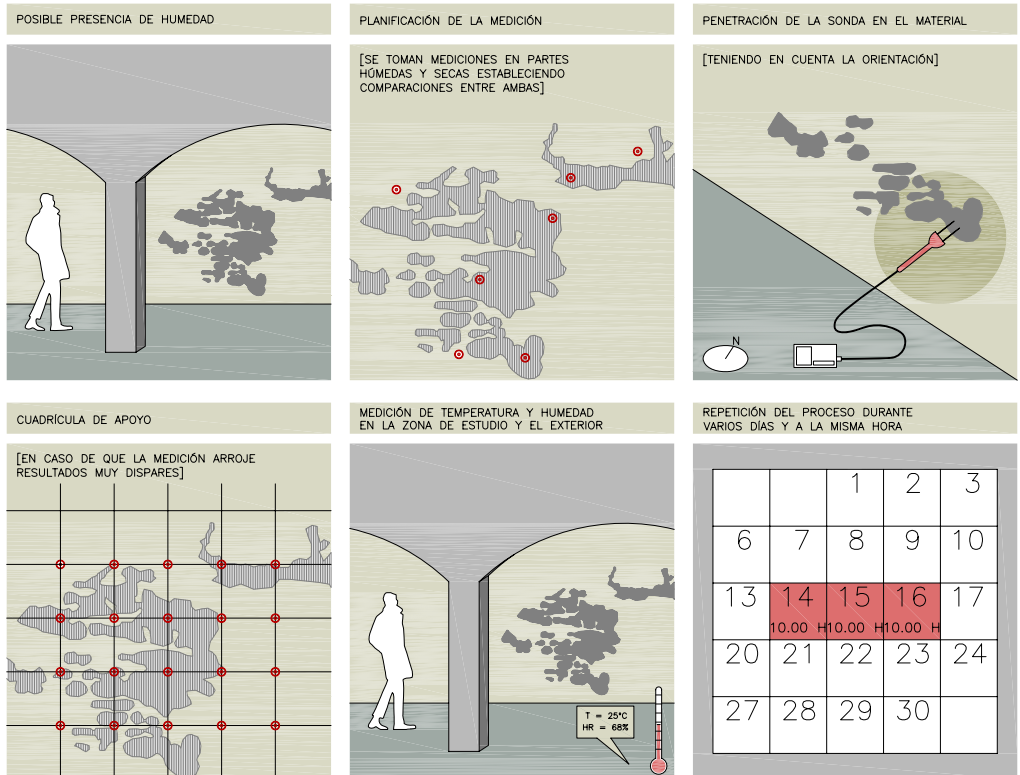 POSIBLE PRESENCIA DE HUMEDAD
PLANIFICACIÓN DE LA MEDICIÓN
[SE TOMAN MEDICIONES EN PARTES
HÚMEDAS Y SECAS ESTABLECIENDO
COMPARACIONES ENTRE AMBAS]
PENETRACIÓN DE LA SONDA EN EL MATERIAL
[TENIENDO EN CUENTA LA ORIENTACIÓN]
N
CUADRÍCULA DE APOYO
[EN CASO DE QUE LA MEDICIÓN ARROJE
RESULTADOS MUY DISPARES]
MEDICIÓN DE TEMPERATURA Y HUMEDAD
EN LA ZONA DE ESTUDIO Y EL EXTERIOR
T = 25°C
HR = 68%
REPETICIÓN DEL PROCESO DURANTE
VARIOS DÍAS Y A LA MISMA HORA
1 2 3
6 7 8 9 10
13 14 15 16 17
10.00 H 10.00 H 10.00 H
20 21 22 23 24
27 28 29 30